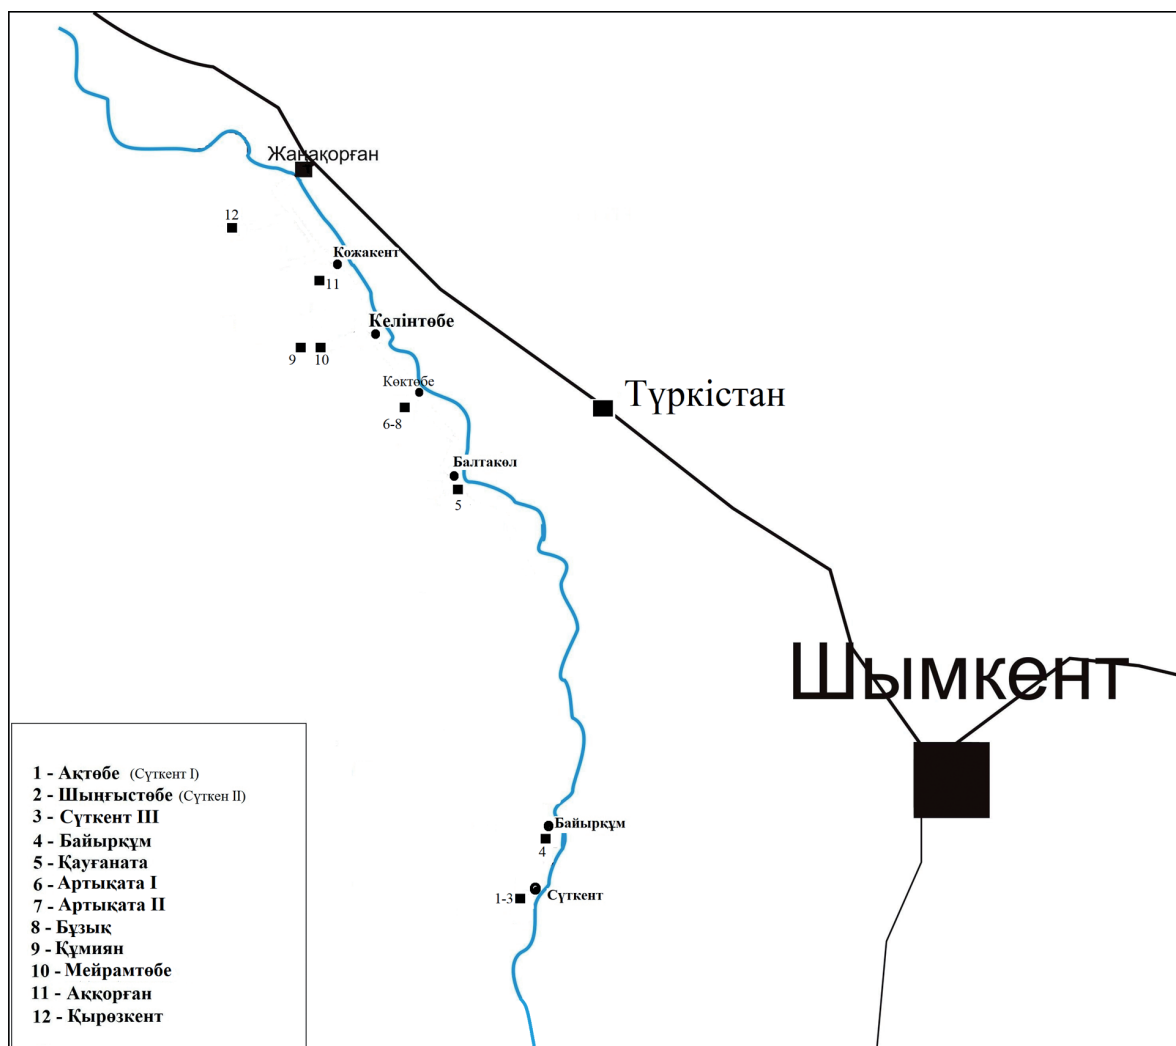 Жаңақорған
12
Кожакент
11
Келінтөбе
9
10
Көктөбе
6-8
Түркістан
Балтакөл
5
Шымкент
Байырқұм
4
1-3
Сүткент
1 - Ақтөбе (Сүткент I)
2 - Шыңғыстөбе (Сүткен II)
3 - Сүткент III
4 - Байырқұм
5 - Қауғаната
6 - Артықата I
7 - Артықата II
8 - Бұзық
9 - Құмиян
10 - Мейрамтөбе
11 - Аққорған
12 - Қырөзкент